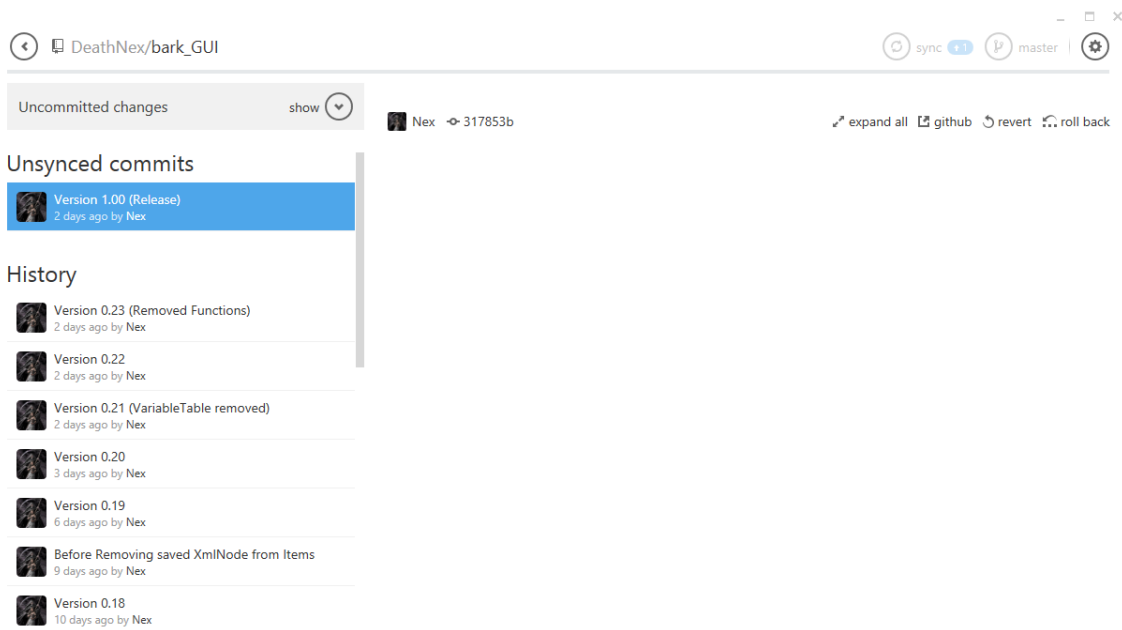 DeathNex/bark_GUI
sync 1 master
Uncommitted changes show
Nex 317853b expand all github revert roll back
Unsynced commits
Version 1.00 (Release)
2 days ago by Nex
History
Version 0.23 (Removed Functions)
2 days ago by Nex
Version 0.22
2 days ago by Nex
Version 0.21 (VariableTable removed)
2 days ago by Nex
Version 0.20
3 days ago by Nex
Version 0.19
6 days ago by Nex
Before Removing saved XmlNode from Items
9 days ago by Nex
Version 0.18
10 days ago by Nex